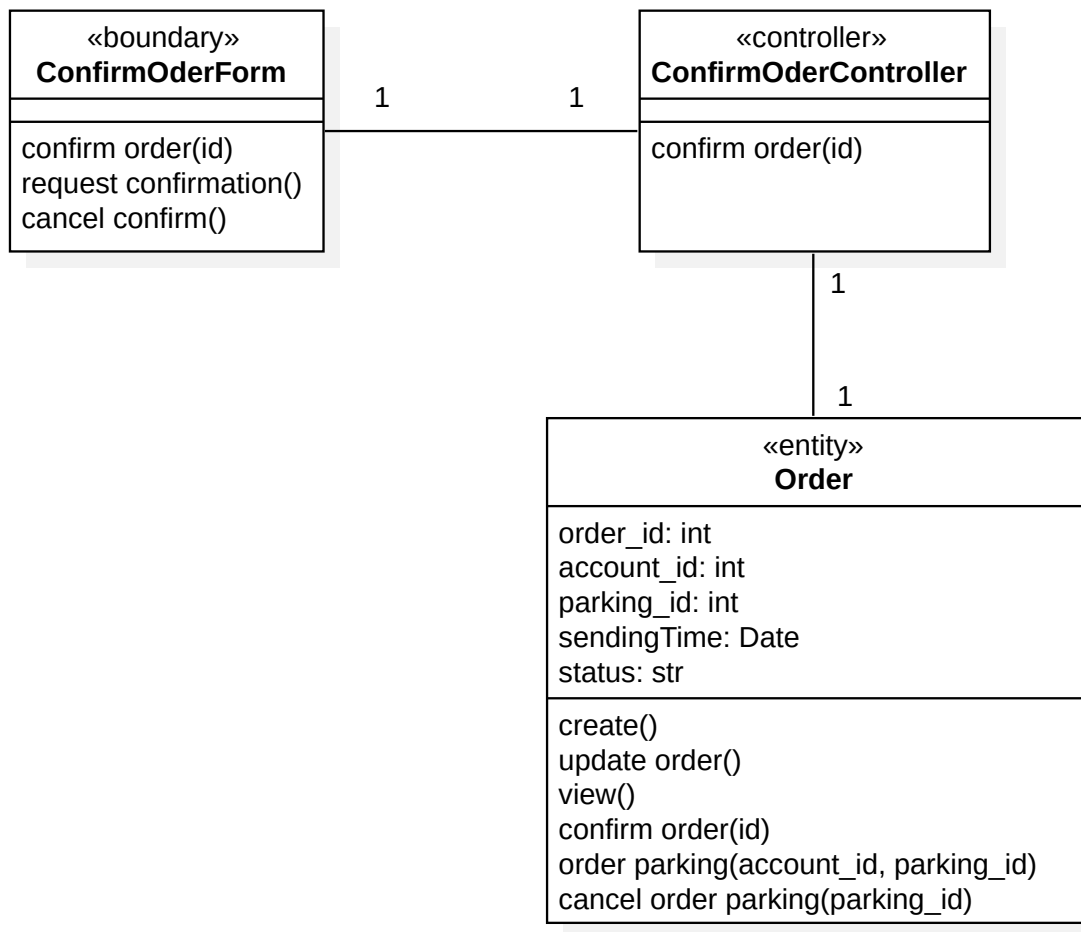 «boundary»
ConfirmOderForm
confirm order(id)
request confirmation()
cancel confirm()
1
1
«controller»
ConfirmOderController
confirm order(id)
1
1
«entity»
Order
order_id: int
account_id: int
parking_id: int
sendingTime: Date
status: str
create()
update order()
view()
confirm order(id)
order parking(account_id, parking_id)
cancel order parking(parking_id)